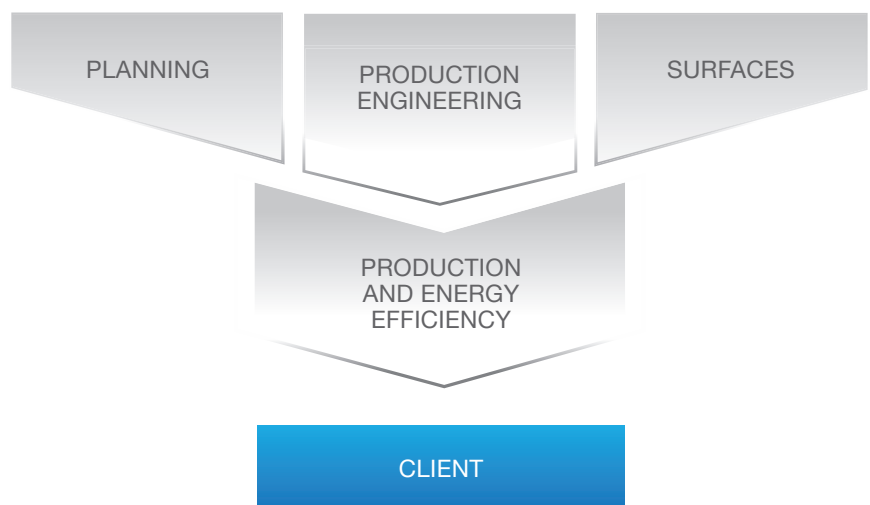 PLANNING
PRODUCTION
ENGINEERING
SURFACES
PRODUCTION
AND ENERGY
EFFICIENCY
CLIENT